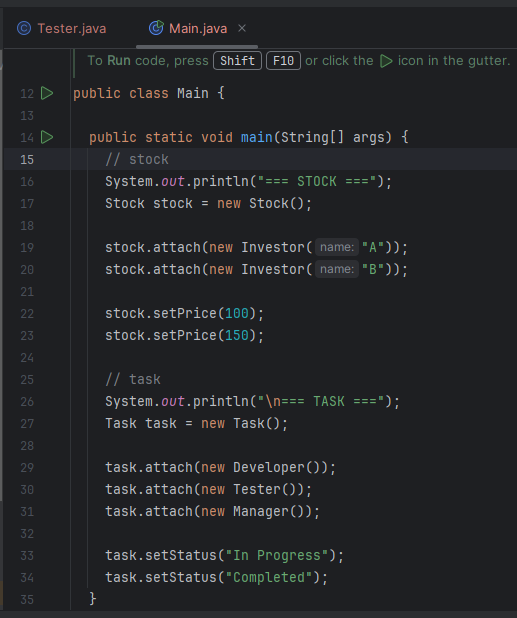 Tester.java Main.java
To Run code, press Shift F10 or click the icon in the gutter.
12 public class Main {
13
14 public static void main(String[] args) {
15 // stock
16 System.out.println("=== STOCK ===");
17 Stock stock = new Stock();
18
19 stock.attach(new Investor( name: "A"));
20 stock.attach(new Investor( name: "B"));
21
22 stock.setPrice(100);
23 stock.setPrice(150);
24
25 // task
26 System.out.println("\n=== TASK ===");
27 Task task = new Task();
28
29 task.attach(new Developer());
30 task.attach(new Tester());
31 task.attach(new Manager());
32
33 task.setStatus("In Progress");
34 task.setStatus("Completed");
35 }